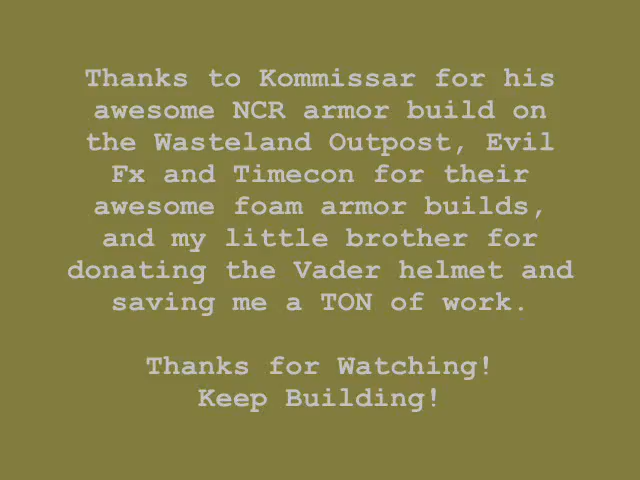 Thanks to Kommissar for his
awesome NCR armor build on
the Wasteland Outpost, Evil
Fx and Timecon for their
awesome foam armor builds,
and my little brother for
donating the Vader helmet and
saving me a TON of work.
Thanks for Watching!
Keep Building!